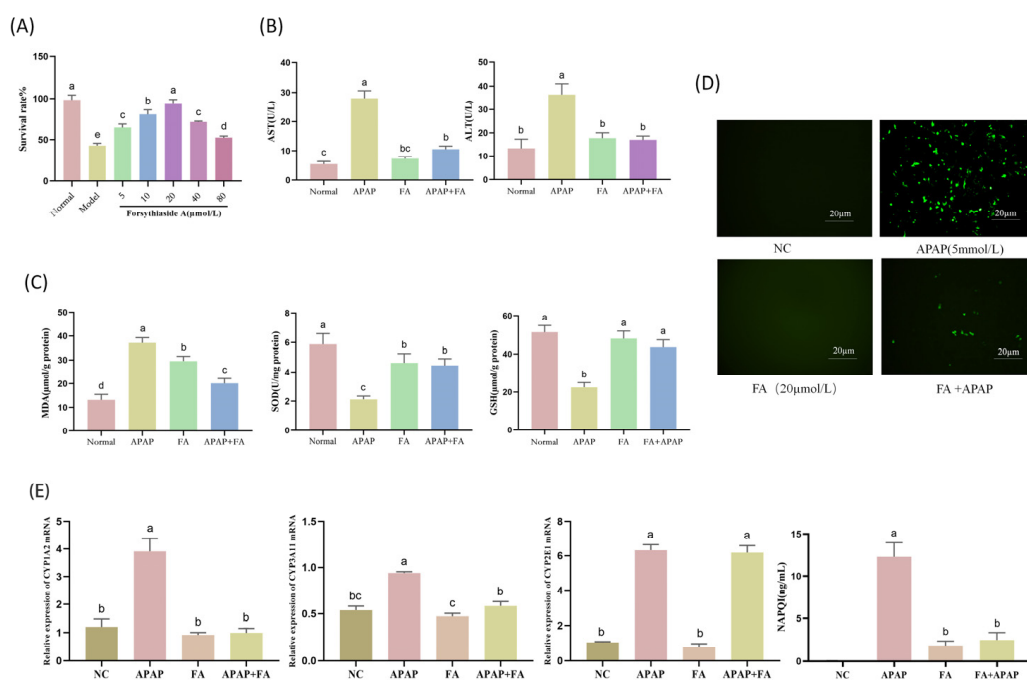 (A)
Survival rate%
150
100
50
0
a
e
c
b
a
c
d
Normal
Model
5
10
20
40
80
Forsythiaside A(μmol/L)
(B)
AST(U/L)
40
30
20
10
0
c
a
bc
b
Normal
APAP
FA
APAP+FA
ALT(U/L)
50
40
30
20
10
0
b
a
b
b
Normal
APAP
FA
APAP+FA
(C)
MDA(μmol/g protein)
50
40
30
20
10
0
d
a
b
c
Normal
APAP
FA
APAP+FA
SOD(U/ng protein)
8
6
4
2
0
a
c
b
b
Normal
APAP
FA
APAP+FA
GSH(μmol/g protein)
60
40
20
0
a
b
a
a
Normal
APAP
FA
FA+APAP
(D)
20μm
NC
20μm
APAP(5mmol/L)
20μm
FA（20μmol/L）
20μm
FA +APAP
(E)
Relative expression of CYP1A2 mRNA
5
4
3
2
1
0
b
a
b
b
NC
APAP
FA
APAP+FA
Relative expression of CYP3A11 mRNA
1.5
1.0
0.5
0.0
bc
a
c
b
NC
APAP
FA
APAP+FA
Relative expression of CYP2E1 mRNA
8
6
4
2
0
b
a
b
a
NC
APAP
FA
APAP+FA
NAPQI(ng/mL)
15
10
5
0
a
b
b
NC
APAP
FA
FA+APAP